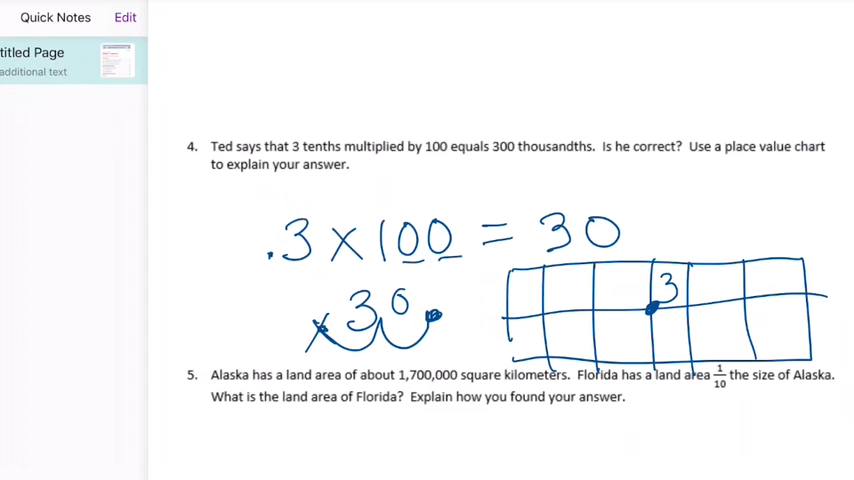 Quick Notes Edit
titled Page
additional text
4. Ted says that 3 tenths multiplied by 100 equals 300 thousandths. Is he correct? Use a place value chart
to explain your answer.
.3 × 100 = 30
3
× 30.
5. Alaska has a land area of about 1,700,000 square kilometers. Florida has a land area 1/10 the size of Alaska.
What is the land area of Florida? Explain how you found your answer.